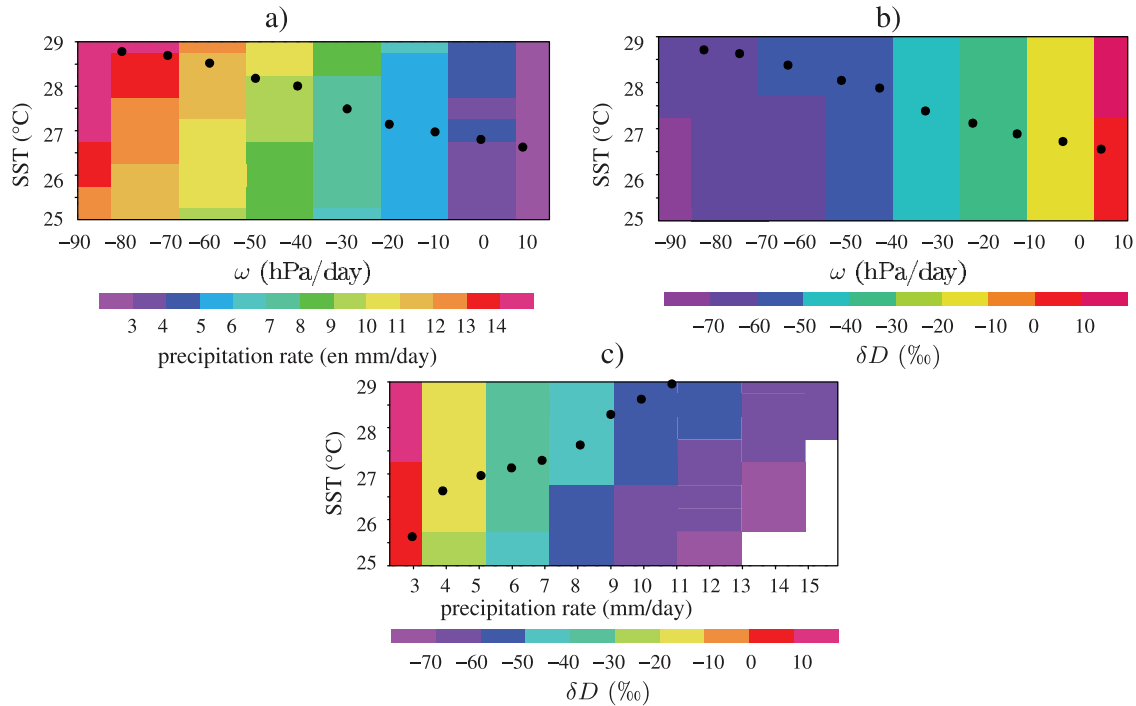 a)
SST (°C)
29
28
27
26
25
−90 −80 −70 −60 −50 −40 −30 −20 −10 0 10
ω (hPa/day)
3 4 5 6 7 8 9 10 11 12 13 14
precipitation rate (en mm/day)
b)
SST (°C)
29
28
27
26
25
−90 −80 −70 −60 −50 −40 −30 −20 −10 0 10
ω (hPa/day)
−70 −60 −50 −40 −30 −20 −10 0 10
δD (‰)
c)
SST (°C)
29
28
27
26
25
3 4 5 6 7 8 9 10 11 12 13 14 15
precipitation rate (mm/day)
−70 −60 −50 −40 −30 −20 −10 0 10
δD (‰)